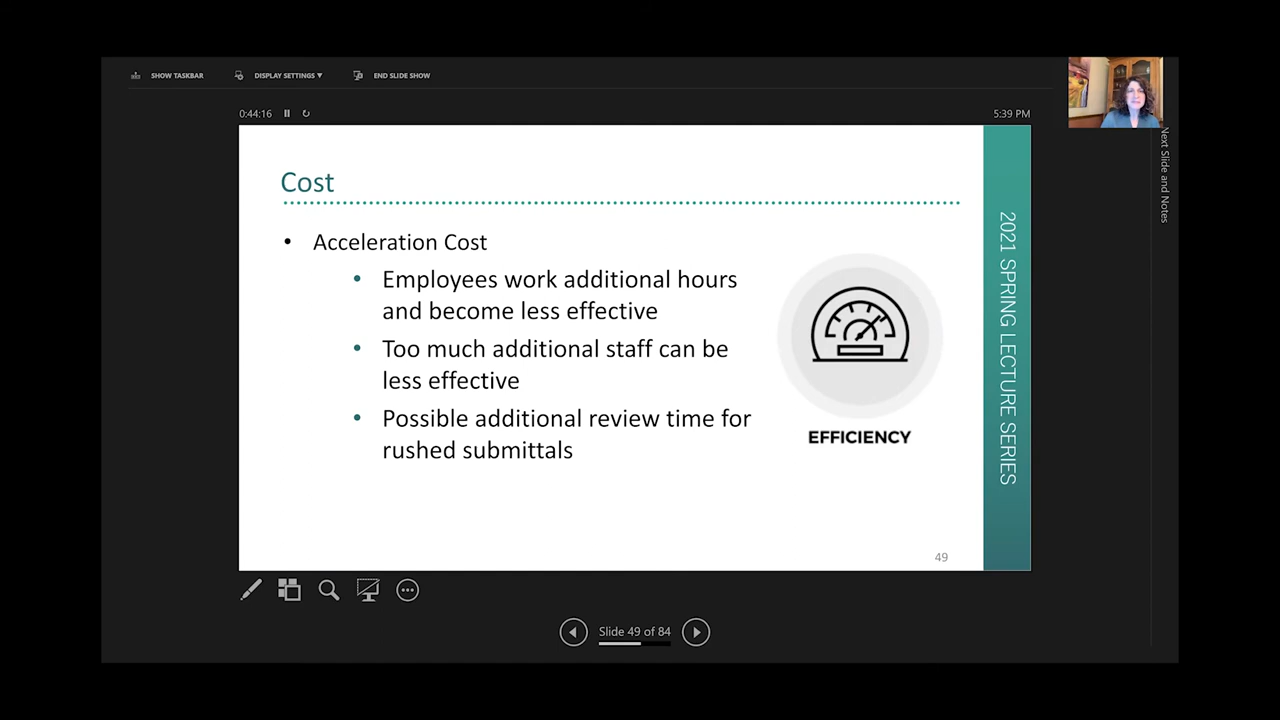 SHOW TASKBAR
DISPLAY SETTINGS ▼
END SLIDE SHOW
0:44:16
5:39 PM
Next Slide and Notes
Cost
• Acceleration Cost
• Employees work additional hours
and become less effective
• Too much additional staff can be
less effective
• Possible additional review time for
rushed submittals
EFFICIENCY
2021 SPRING LECTURE SERIES
49
Slide 49 of 84